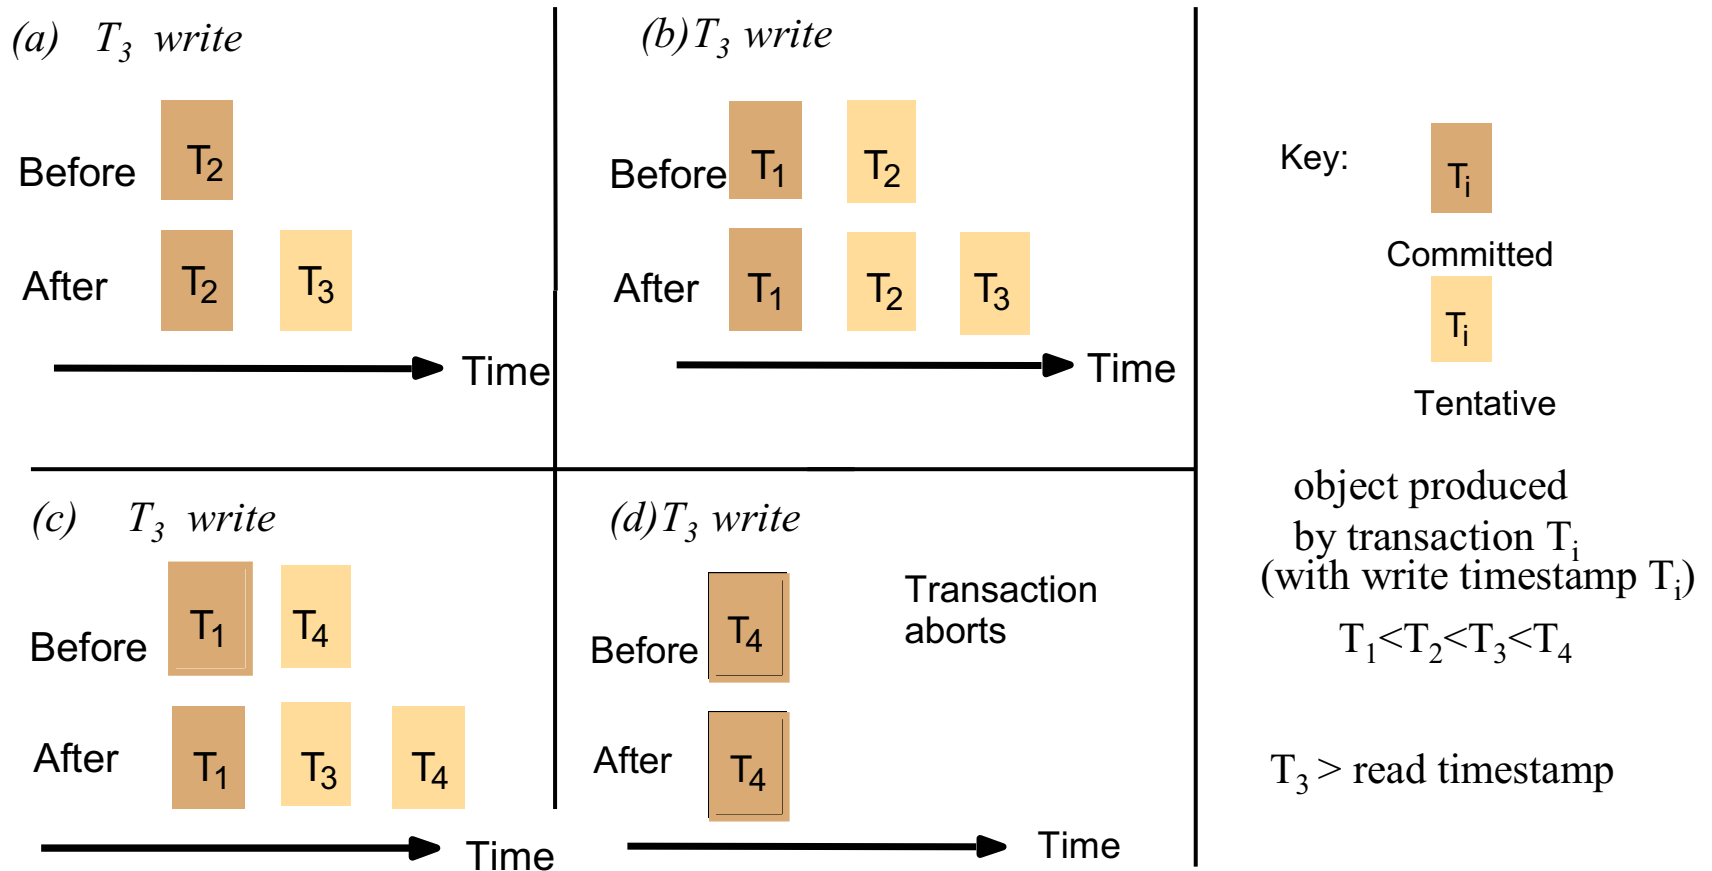 (a) T3 write
Before T2
After T2 T3
Time
(b)T3 write
Before T1 T2
After T1 T2 T3
Time
(c) T3 write
Before T1 T4
After T1 T3 T4
Time
(d)T3 write
Before T4
Transaction
aborts
After T4
Time
Key: Ti
Committed
Ti
Tentative
object produced
by transaction Ti
(with write timestamp Ti)
T1<T2<T3<T4
T3 > read timestamp